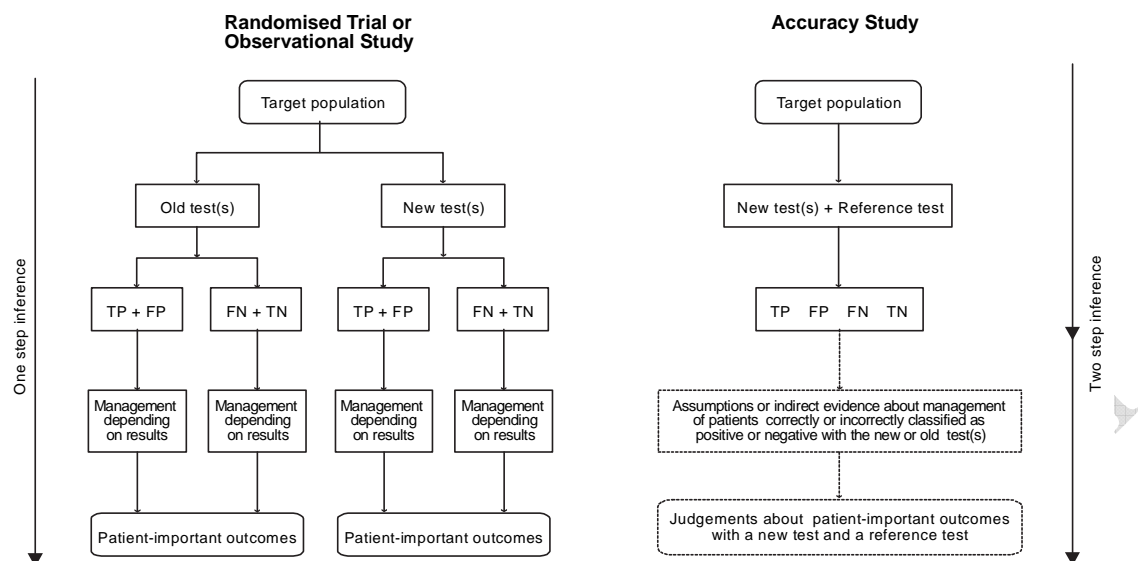 Randomised Trial or
Observational Study
Target population
Old test(s)
New test(s)
TP + FP
FN + TN
TP + FP
FN + TN
Management
depending
on results
Management
depending
on results
Management
depending
on results
Management
depending
on results
Patient-important outcomes
Patient-important outcomes
One step inference
Accuracy Study
Target population
New test(s) + Reference test
TP FP FN TN
Assumptions or indirect evidence about management
of patients correctly or incorrectly classified as
positive or negative with the new or old test(s)
Judgements about patient-important outcomes
with a new test and a reference test
Two step inference